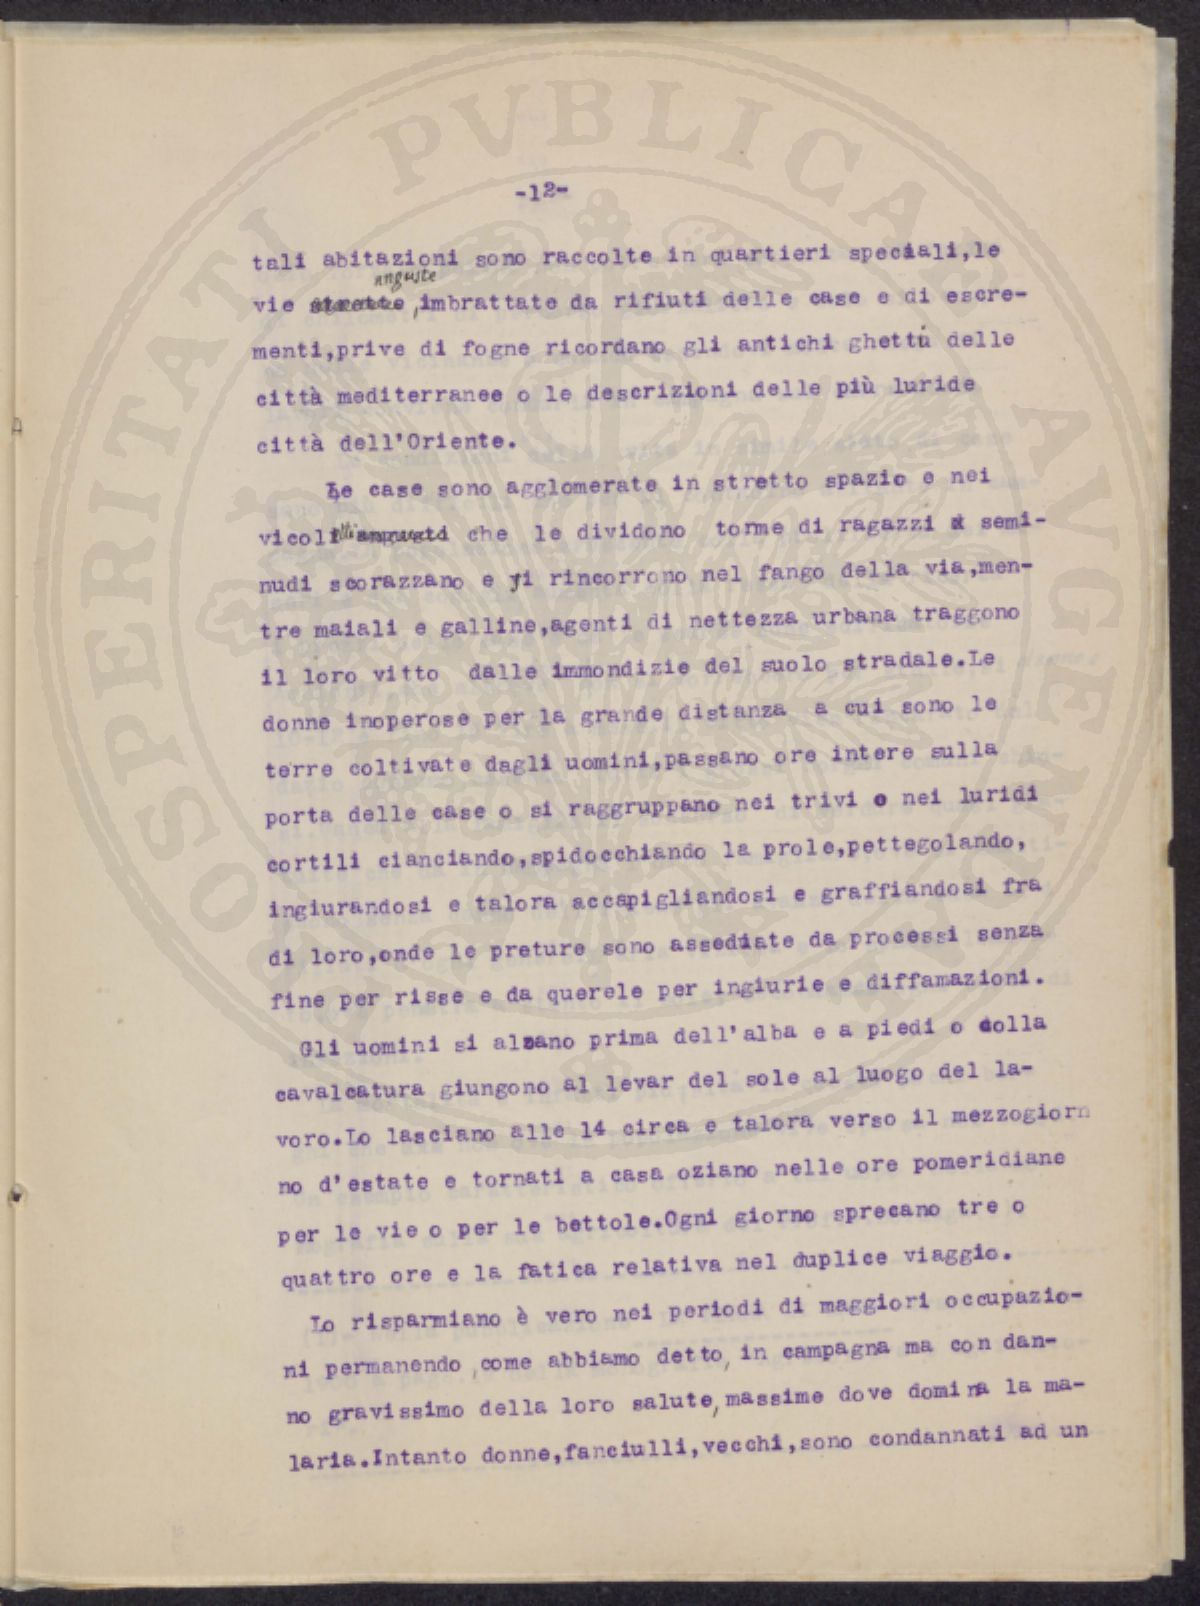 -12-
tali abitazioni sono raccolte in quartieri speciali,le
anguste
vie strette,imbrattate da rifiuti delle case e di escre-
menti,prive di fogne ricordano gli antichi ghetti delle
città mediterranee o le descrizioni delle più luride
città dell'Oriente.
Le case sono agglomerate in stretto spazio e nei
vicoli angusti che le dividono torme di ragazzi semi-
nudi scorazzano e si rincorrono nel fango della via,men-
tre maiali e galline,agenti di nettezza urbana traggono
il loro vitto dalle immondizie del suolo stradale.Le
donne inoperose per la grande distanza a cui sono le
terre coltivate dagli uomini,passano ore intere sulla
porta delle case o si raggruppano nei trivi o nei luridi
cortili cianciando,spidocchiando la prole,pettegolando,
ingiurandosi e talora accapigliandosi e graffiandosi fra
di loro,onde le preture sono assediate da processi senza
fine per risse e da querele per ingiurie e diffamazioni.
Gli uomini si alzano prima dell'alba e a piedi o colla
cavalcatura giungono al levar del sole al luogo del la-
voro.Lo lasciano alle 14 circa e talora verso il mezzogiorn
no d'estate e tornati a casa oziano nelle ore pomeridiane
per le vie o per le bettole.Ogni giorno sprecano tre o
quattro ore e la fatica relativa nel duplice viaggio.
Lo risparmiano è vero nei periodi di maggiori occupazio-
ni permanendo,come abbiamo detto,in campagna ma con dan-
no gravissimo della loro salute,massime dove domina la ma-
laria.Intanto donne,fanciulli,vecchi,sono condannati ad un
PROSPERITATI PVBLICAE AVGENDAE